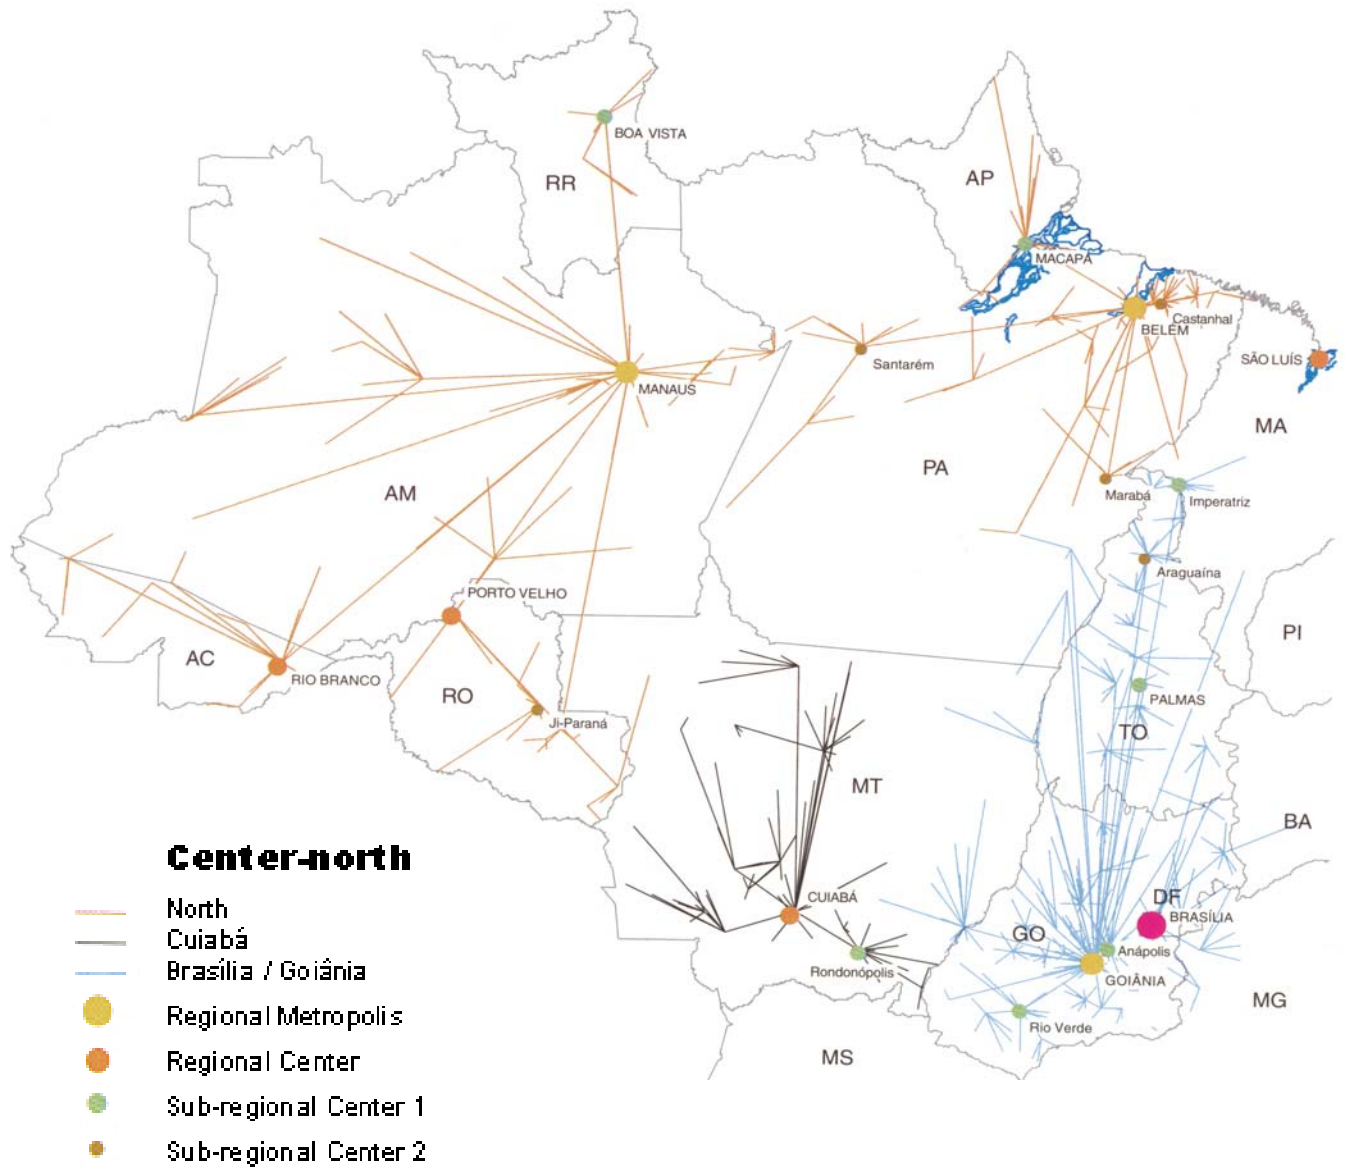 BOA VISTA
RR
AP
MACAPÁ
Castanhal
BELÉM
SÃO LUÍS
Santarém
MANAUS
MA
PA
AM
Marabá
Imperatriz
Araguaína
PORTO VELHO
PI
AC
RIO BRANCO
RO
PALMAS
Ji-Paraná
TO
MT
BA
Center-north
North
Cuiabá
Brasília / Goiânia
Regional Metropolis
Regional Center
Sub-regional Center 1
Sub-regional Center 2
CUIABÁ
DF
BRASÍLIA
GO
Anápolis
Rondonópolis
GOIÂNIA
MG
Rio Verde
MS